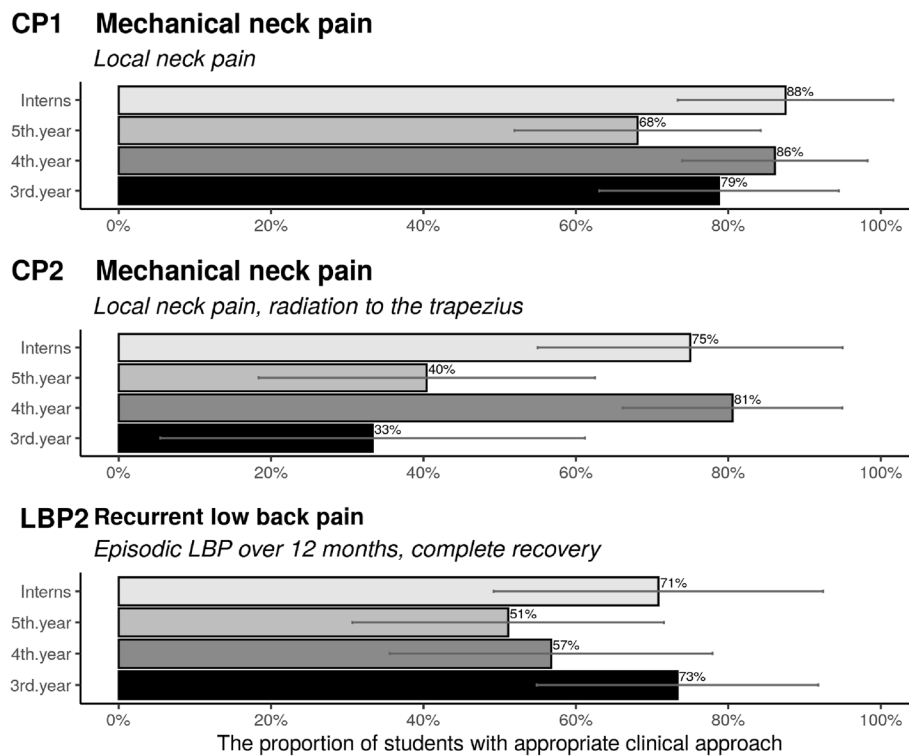 CP1 Mechanical neck pain
Local neck pain
Interns 88%
5th.year 68%
4th.year 86%
3rd.year 79%
0% 20% 40% 60% 80% 100%
CP2 Mechanical neck pain
Local neck pain, radiation to the trapezius
Interns 75%
5th.year 40%
4th.year 81%
3rd.year 33%
0% 20% 40% 60% 80% 100%
LBP2 Recurrent low back pain
Episodic LBP over 12 months, complete recovery
Interns 71%
5th.year 51%
4th.year 57%
3rd.year 73%
0% 20% 40% 60% 80% 100%
The proportion of students with appropriate clinical approach